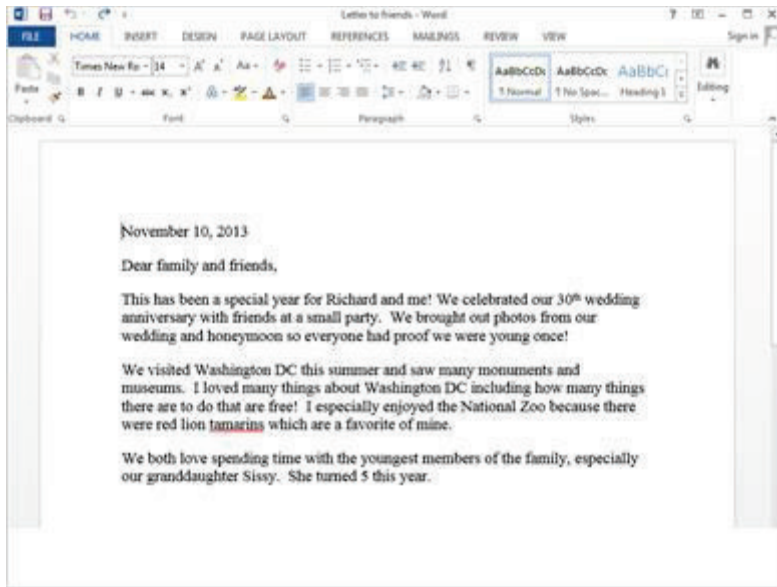 Letter to friends - Word
FILE HOME INSERT DESIGN PAGE LAYOUT REFERENCES MAILINGS REVIEW VIEW Sign in
Times New Ro 14 Aa
Paste B I U abc x, x' A AaBbCcDc AaBbCcDc AaBbCc Editing
¶ Normal ¶ No Spac... Heading 1
Clipboard Font Paragraph Styles
November 10, 2013
Dear family and friends,
This has been a special year for Richard and me! We celebrated our 30th wedding
anniversary with friends at a small party. We brought out photos from our
wedding and honeymoon so everyone had proof we were young once!
We visited Washington DC this summer and saw many monuments and
museums. I loved many things about Washington DC including how many things
there are to do that are free! I especially enjoyed the National Zoo because there
were red lion tamarins which are a favorite of mine.
We both love spending time with the youngest members of the family, especially
our granddaughter Sissy. She turned 5 this year.